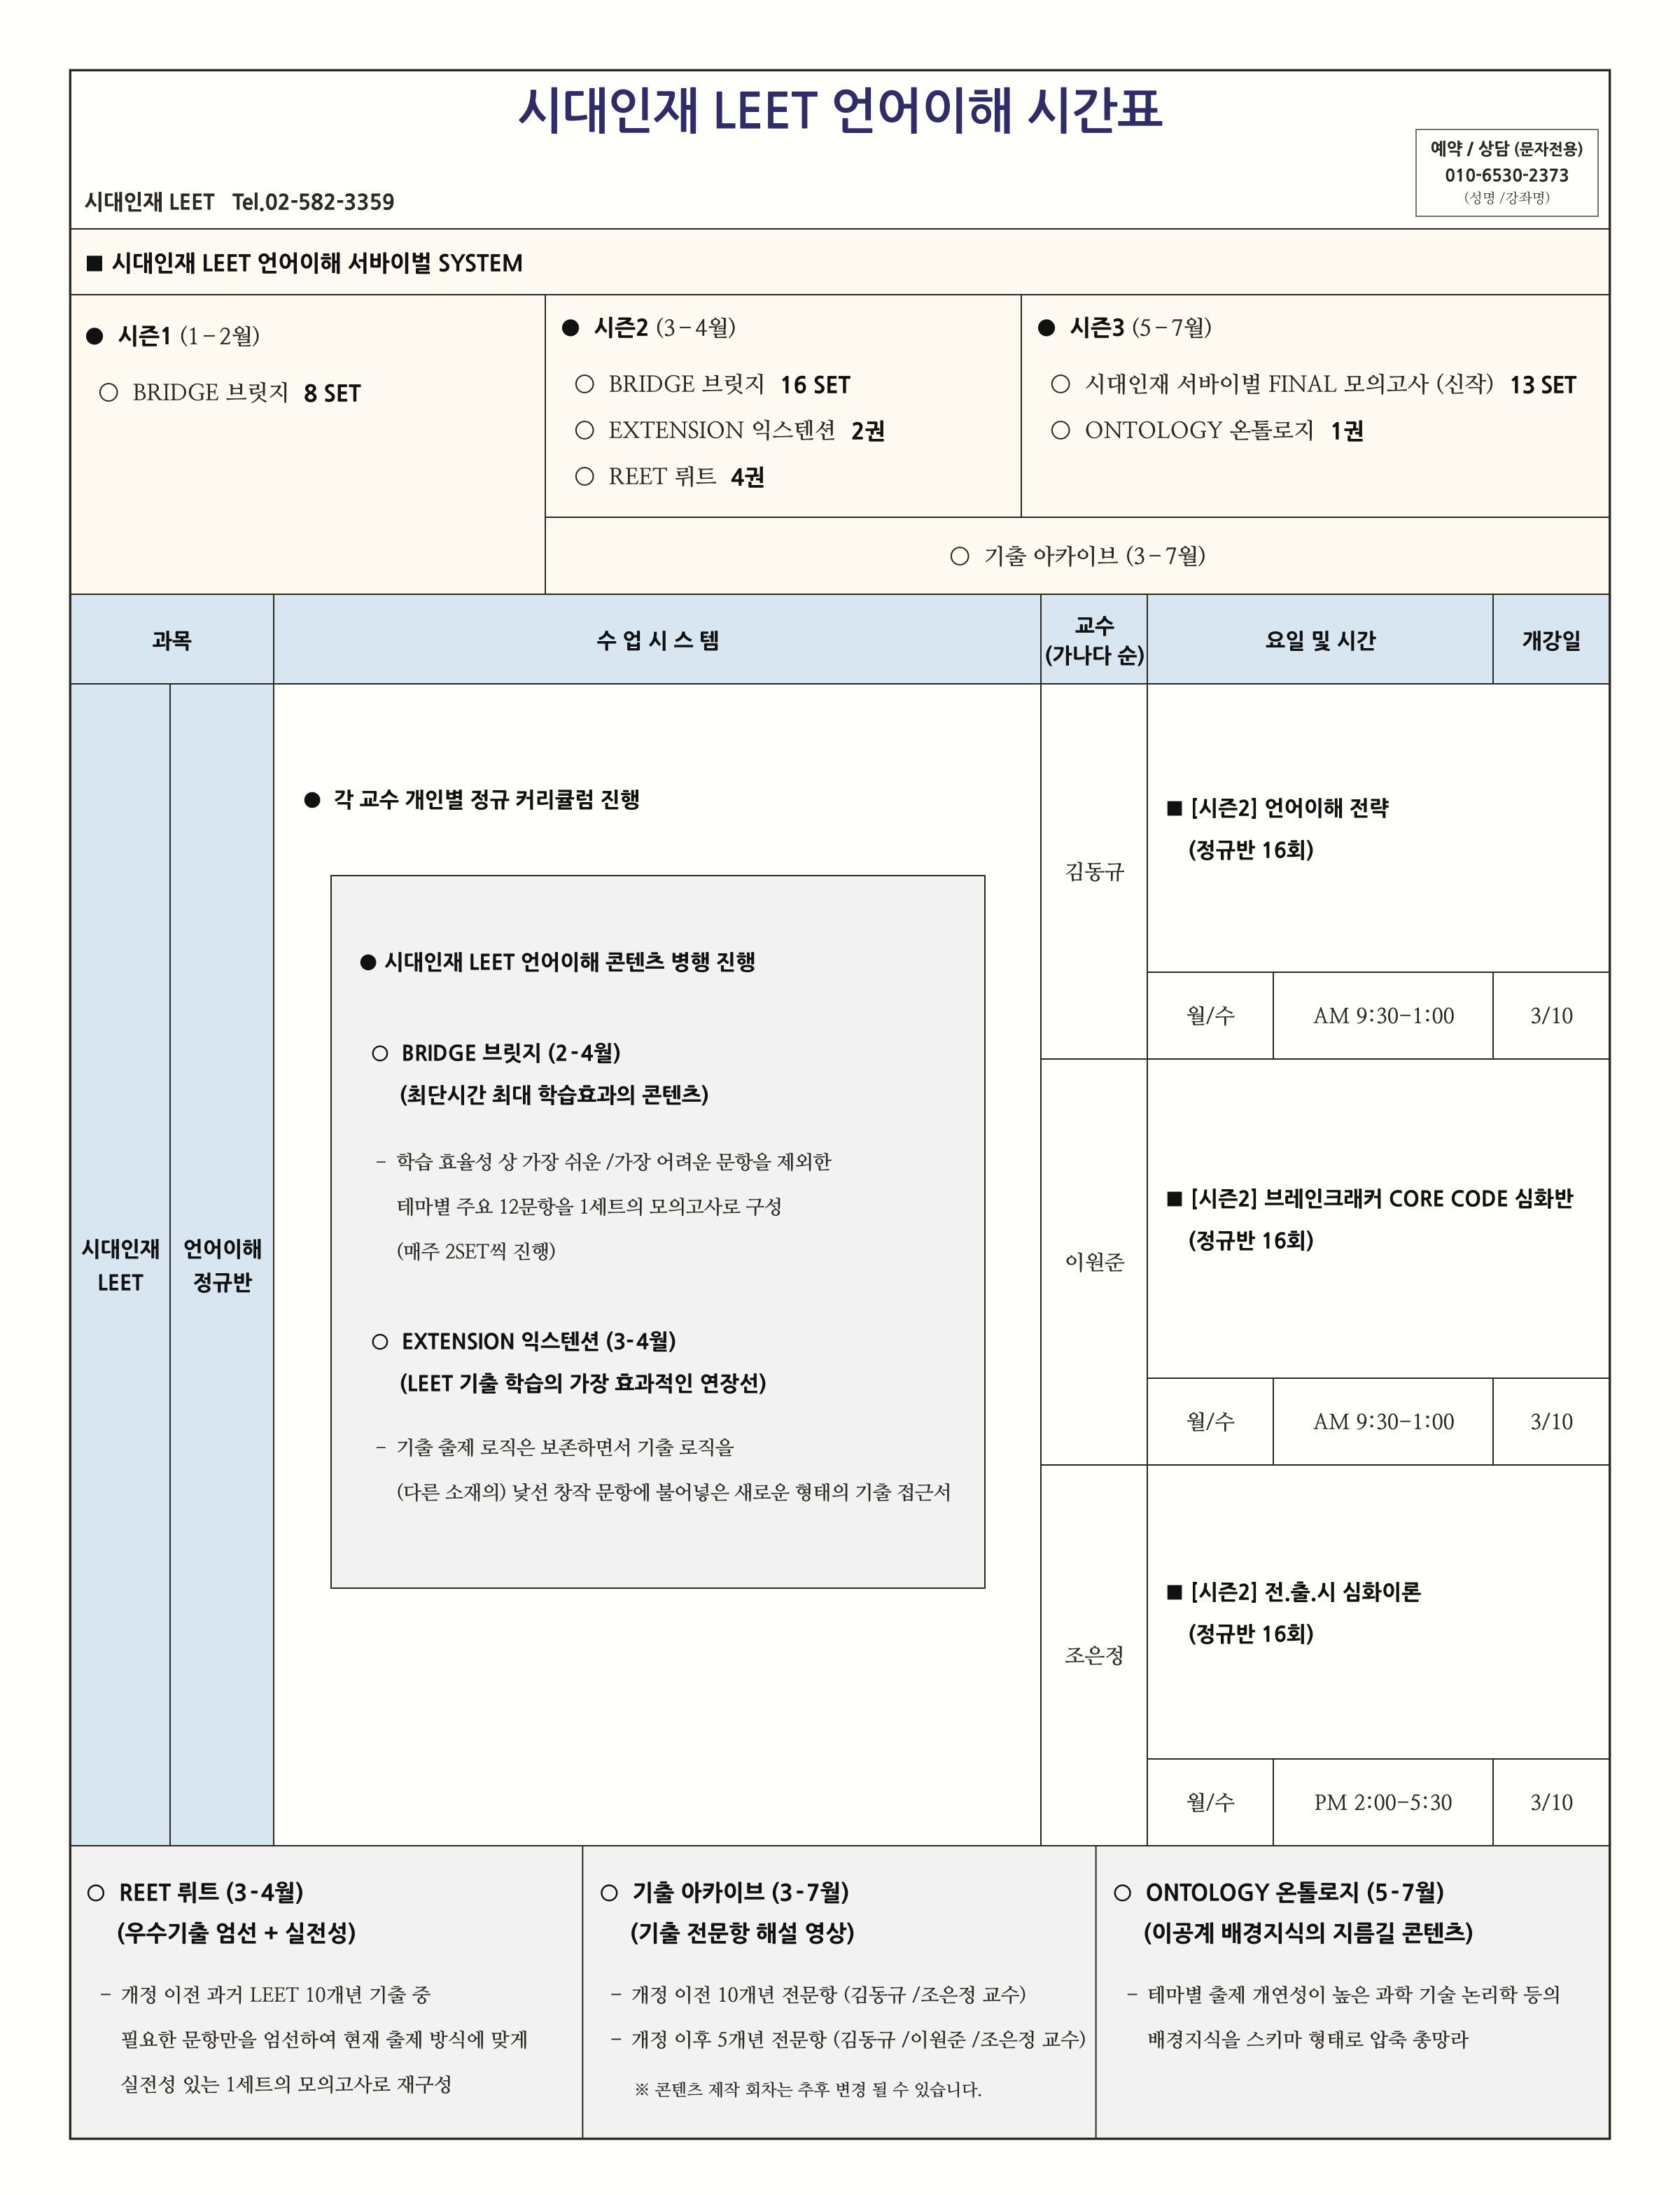 시대인재 LEET 언어이해 시간표
예약 / 상담 (문자전용)
010-6530-2373
(성명 /강좌명)
시대인재 LEET Tel.02-582-3359
■ 시대인재 LEET 언어이해 서바이벌 SYSTEM
● 시즌1 (1-2월)
○ BRIDGE 브릿지 8 SET
● 시즌2 (3-4월)
○ BRIDGE 브릿지 16 SET
○ EXTENSION 익스텐션 2권
○ REET 뤼트 4권
● 시즌3 (5-7월)
○ 시대인재 서바이벌 FINAL 모의고사 (신작) 13 SET
○ ONTOLOGY 온톨로지 1권
○ 기출 아카이브 (3-7월)
과목
수 업 시 스 템
교수
(가나다 순)
요일 및 시간
개강일
시대인재
LEET
언어이해
정규반
● 각 교수 개인별 정규 커리큘럼 진행
● 시대인재 LEET 언어이해 콘텐츠 병행 진행
○ BRIDGE 브릿지 (2-4월)
(최단시간 최대 학습효과의 콘텐츠)
- 학습 효율성 상 가장 쉬운 /가장 어려운 문항을 제외한
테마별 주요 12문항을 1세트의 모의고사로 구성
(매주 2SET씩 진행)
○ EXTENSION 익스텐션 (3-4월)
(LEET 기출 학습의 가장 효과적인 연장선)
- 기출 출제 로직은 보존하면서 기출 로직을
(다른 소재의) 낯선 창작 문항에 불어넣은 새로운 형태의 기출 접근서
김동규
■ [시즌2] 언어이해 전략
(정규반 16회)
월/수 AM 9:30-1:00 3/10
이원준
■ [시즌2] 브레인크래커 CORE CODE 심화반
(정규반 16회)
월/수 AM 9:30-1:00 3/10
조은정
■ [시즌2] 전.출.시 심화이론
(정규반 16회)
월/수 PM 2:00-5:30 3/10
○ REET 뤼트 (3-4월)
(우수기출 엄선 + 실전성)
- 개정 이전 과거 LEET 10개년 기출 중
필요한 문항만을 엄선하여 현재 출제 방식에 맞게
실전성 있는 1세트의 모의고사로 재구성
○ 기출 아카이브 (3-7월)
(기출 전문항 해설 영상)
- 개정 이전 10개년 전문항 (김동규 /조은정 교수)
- 개정 이후 5개년 전문항 (김동규 /이원준 /조은정 교수)
※ 콘텐츠 제작 회차는 추후 변경 될 수 있습니다.
○ ONTOLOGY 온톨로지 (5-7월)
(이공계 배경지식의 지름길 콘텐츠)
- 테마별 출제 개연성이 높은 과학 기술 논리학 등의
배경지식을 스키마 형태로 압축 총망라